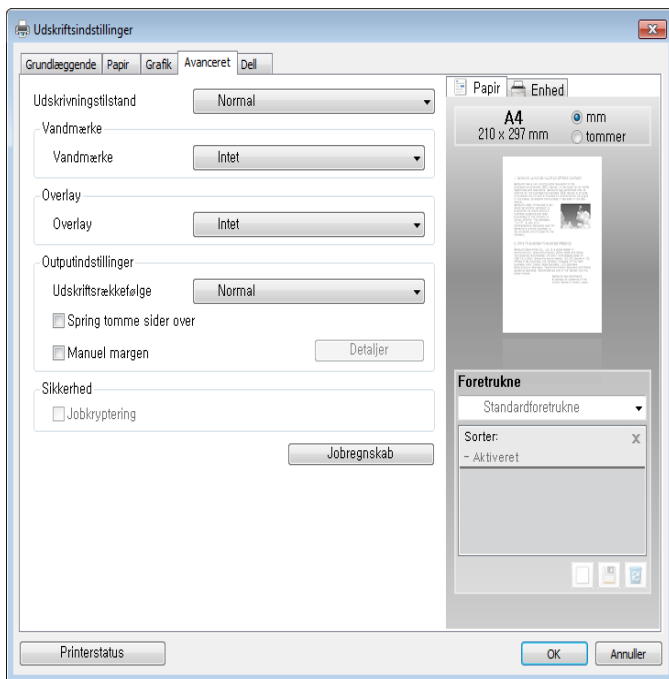 Udskriftsindstillinger
Grundlæggende Papir Grafik Avanceret Dell
Udskrivningstilstand Normal
Vandmærke
Vandmærke Intet
Overlay
Overlay Intet
Outputindstillinger
Udskriftsrækkefølge Normal
Spring tomme sider over
Manuel margen Detaljer
Sikkerhed
Jobkryptering
Jobregnskab
Papir Enhed
A4
210 x 297 mm
mm
tommer
Foretrukne
Standardforetrukne
Sorter: X
- Aktiveret
Printerstatus OK Annuller